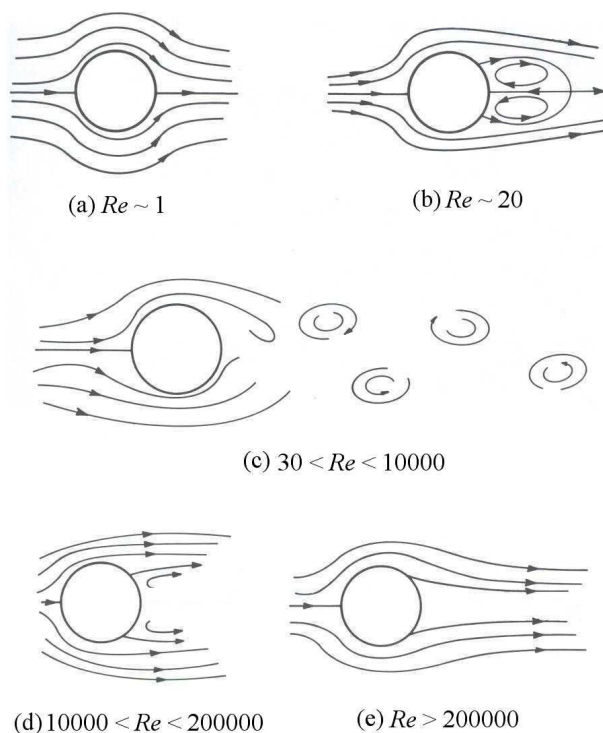 (a) Re ~ 1
(b) Re ~ 20
(c) 30 < Re < 10000
(d) 10000 < Re < 200000
(e) Re > 200000